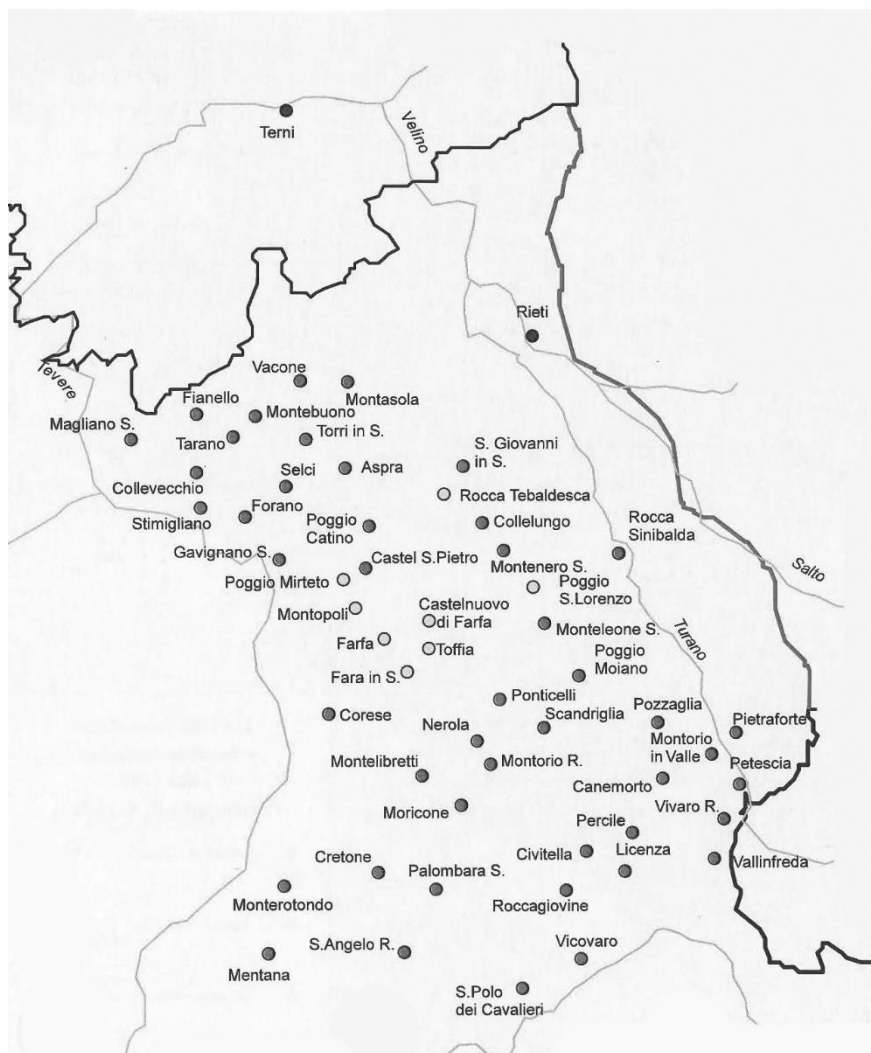 Terni
Velino
Rieti
Tevere
Vacone
Montasola
Fianello
Montebuono
Magliano S.
Tarano
Torri in S.
S. Giovanni
in S.
Aspra
Selci
Collevecchio
Rocca Tebaldesca
Stimigliano
Forano
Poggio
Catino
Collelungo
Rocca
Sinibalda
Gavignano S.
Castel S.Pietro
Montenero S.
Salto
Poggio Mirteto
Poggio
S.Lorenzo
Montopoli
Castelnuovo
di Farfa
Monteleone S.
Turano
Farfa
Toffia
Poggio
Moiano
Fara in S.
Ponticelli
Corese
Scandriglia
Pozzaglia
Pietraforte
Nerola
Montorio
in Valle
Montelibretti
Montorio R.
Petescia
Canemorto
Moricone
Vivaro R.
Percile
Civitella
Licenza
Cretone
Palombara S.
Vallinfreda
Monterotondo
Roccagiovine
S.Angelo R.
Vicovaro
Mentana
S.Polo
dei Cavalieri